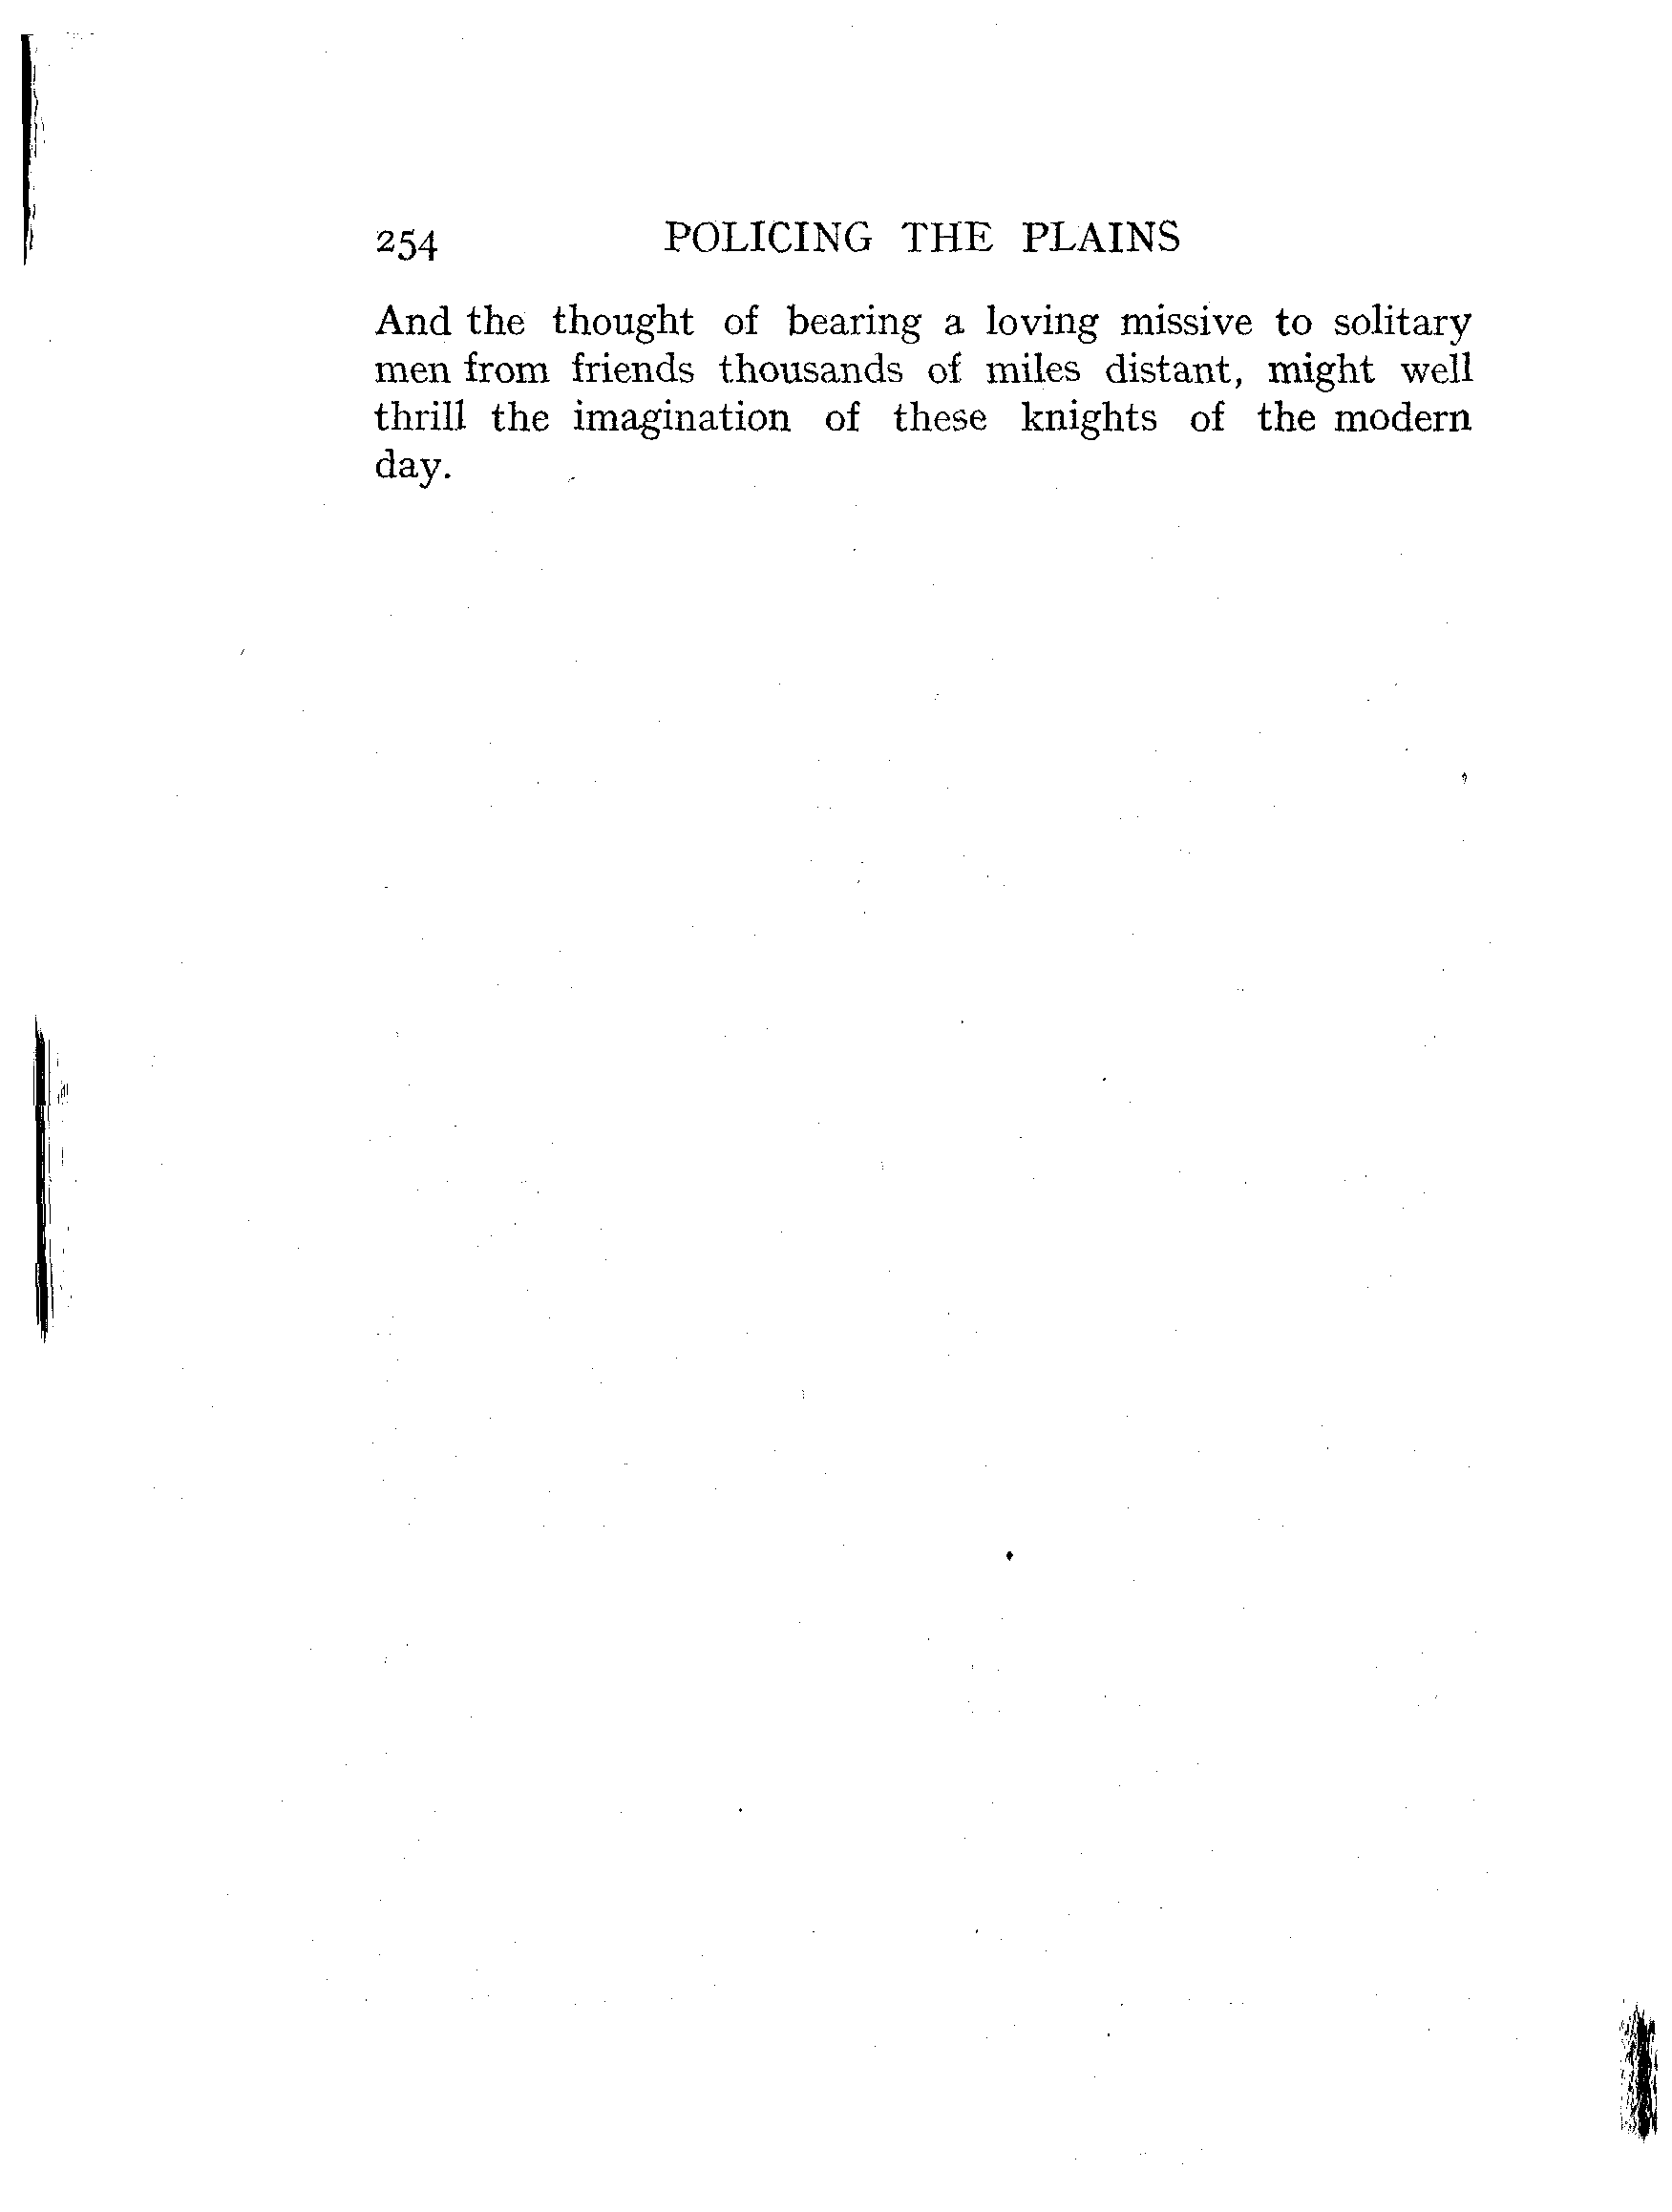 254 POLICING THE PLAINS
And the thought of bearing a loving missive to solitary
men from friends thousands of miles distant, might well
thrill the imagination of these knights of the modern
day.